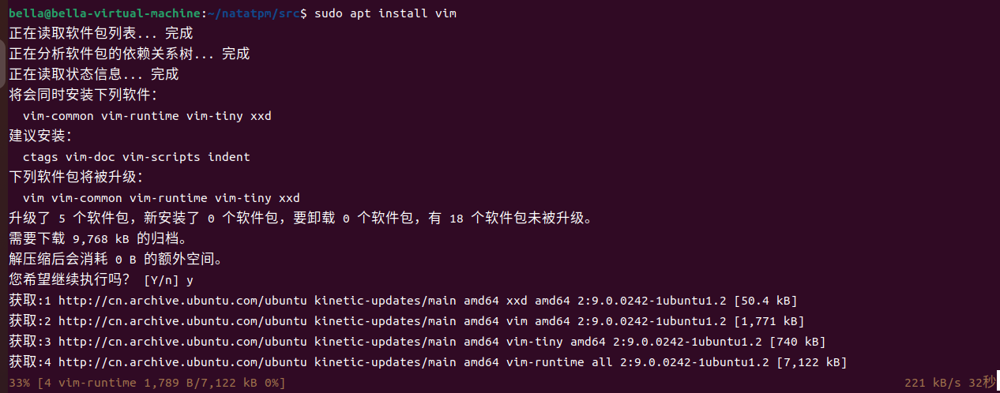 bella@bella-virtual-machine:~/natatpm/src$ sudo apt install vim
正在读取软件包列表... 完成
正在分析软件包的依赖关系树... 完成
正在读取状态信息... 完成
将会同时安装下列软件：
  vim-common vim-runtime vim-tiny xxd
建议安装：
  ctags vim-doc vim-scripts indent
下列软件包将被升级：
  vim vim-common vim-runtime vim-tiny xxd
升级了 5 个软件包，新安装了 0 个软件包，要卸载 0 个软件包，有 18 个软件包未被升级。
需要下载 9,768 kB 的归档。
解压缩后会消耗 0 B 的额外空间。
您希望继续执行吗？ [Y/n] y
获取:1 http://cn.archive.ubuntu.com/ubuntu kinetic-updates/main amd64 xxd amd64 2:9.0.0242-1ubuntu1.2 [50.4 kB]
获取:2 http://cn.archive.ubuntu.com/ubuntu kinetic-updates/main amd64 vim amd64 2:9.0.0242-1ubuntu1.2 [1,771 kB]
获取:3 http://cn.archive.ubuntu.com/ubuntu kinetic-updates/main amd64 vim-tiny amd64 2:9.0.0242-1ubuntu1.2 [740 kB]
获取:4 http://cn.archive.ubuntu.com/ubuntu kinetic-updates/main amd64 vim-runtime all 2:9.0.0242-1ubuntu1.2 [7,122 kB]
33% [4 vim-runtime 1,789 B/7,122 kB 0%] 221 kB/s 32秒